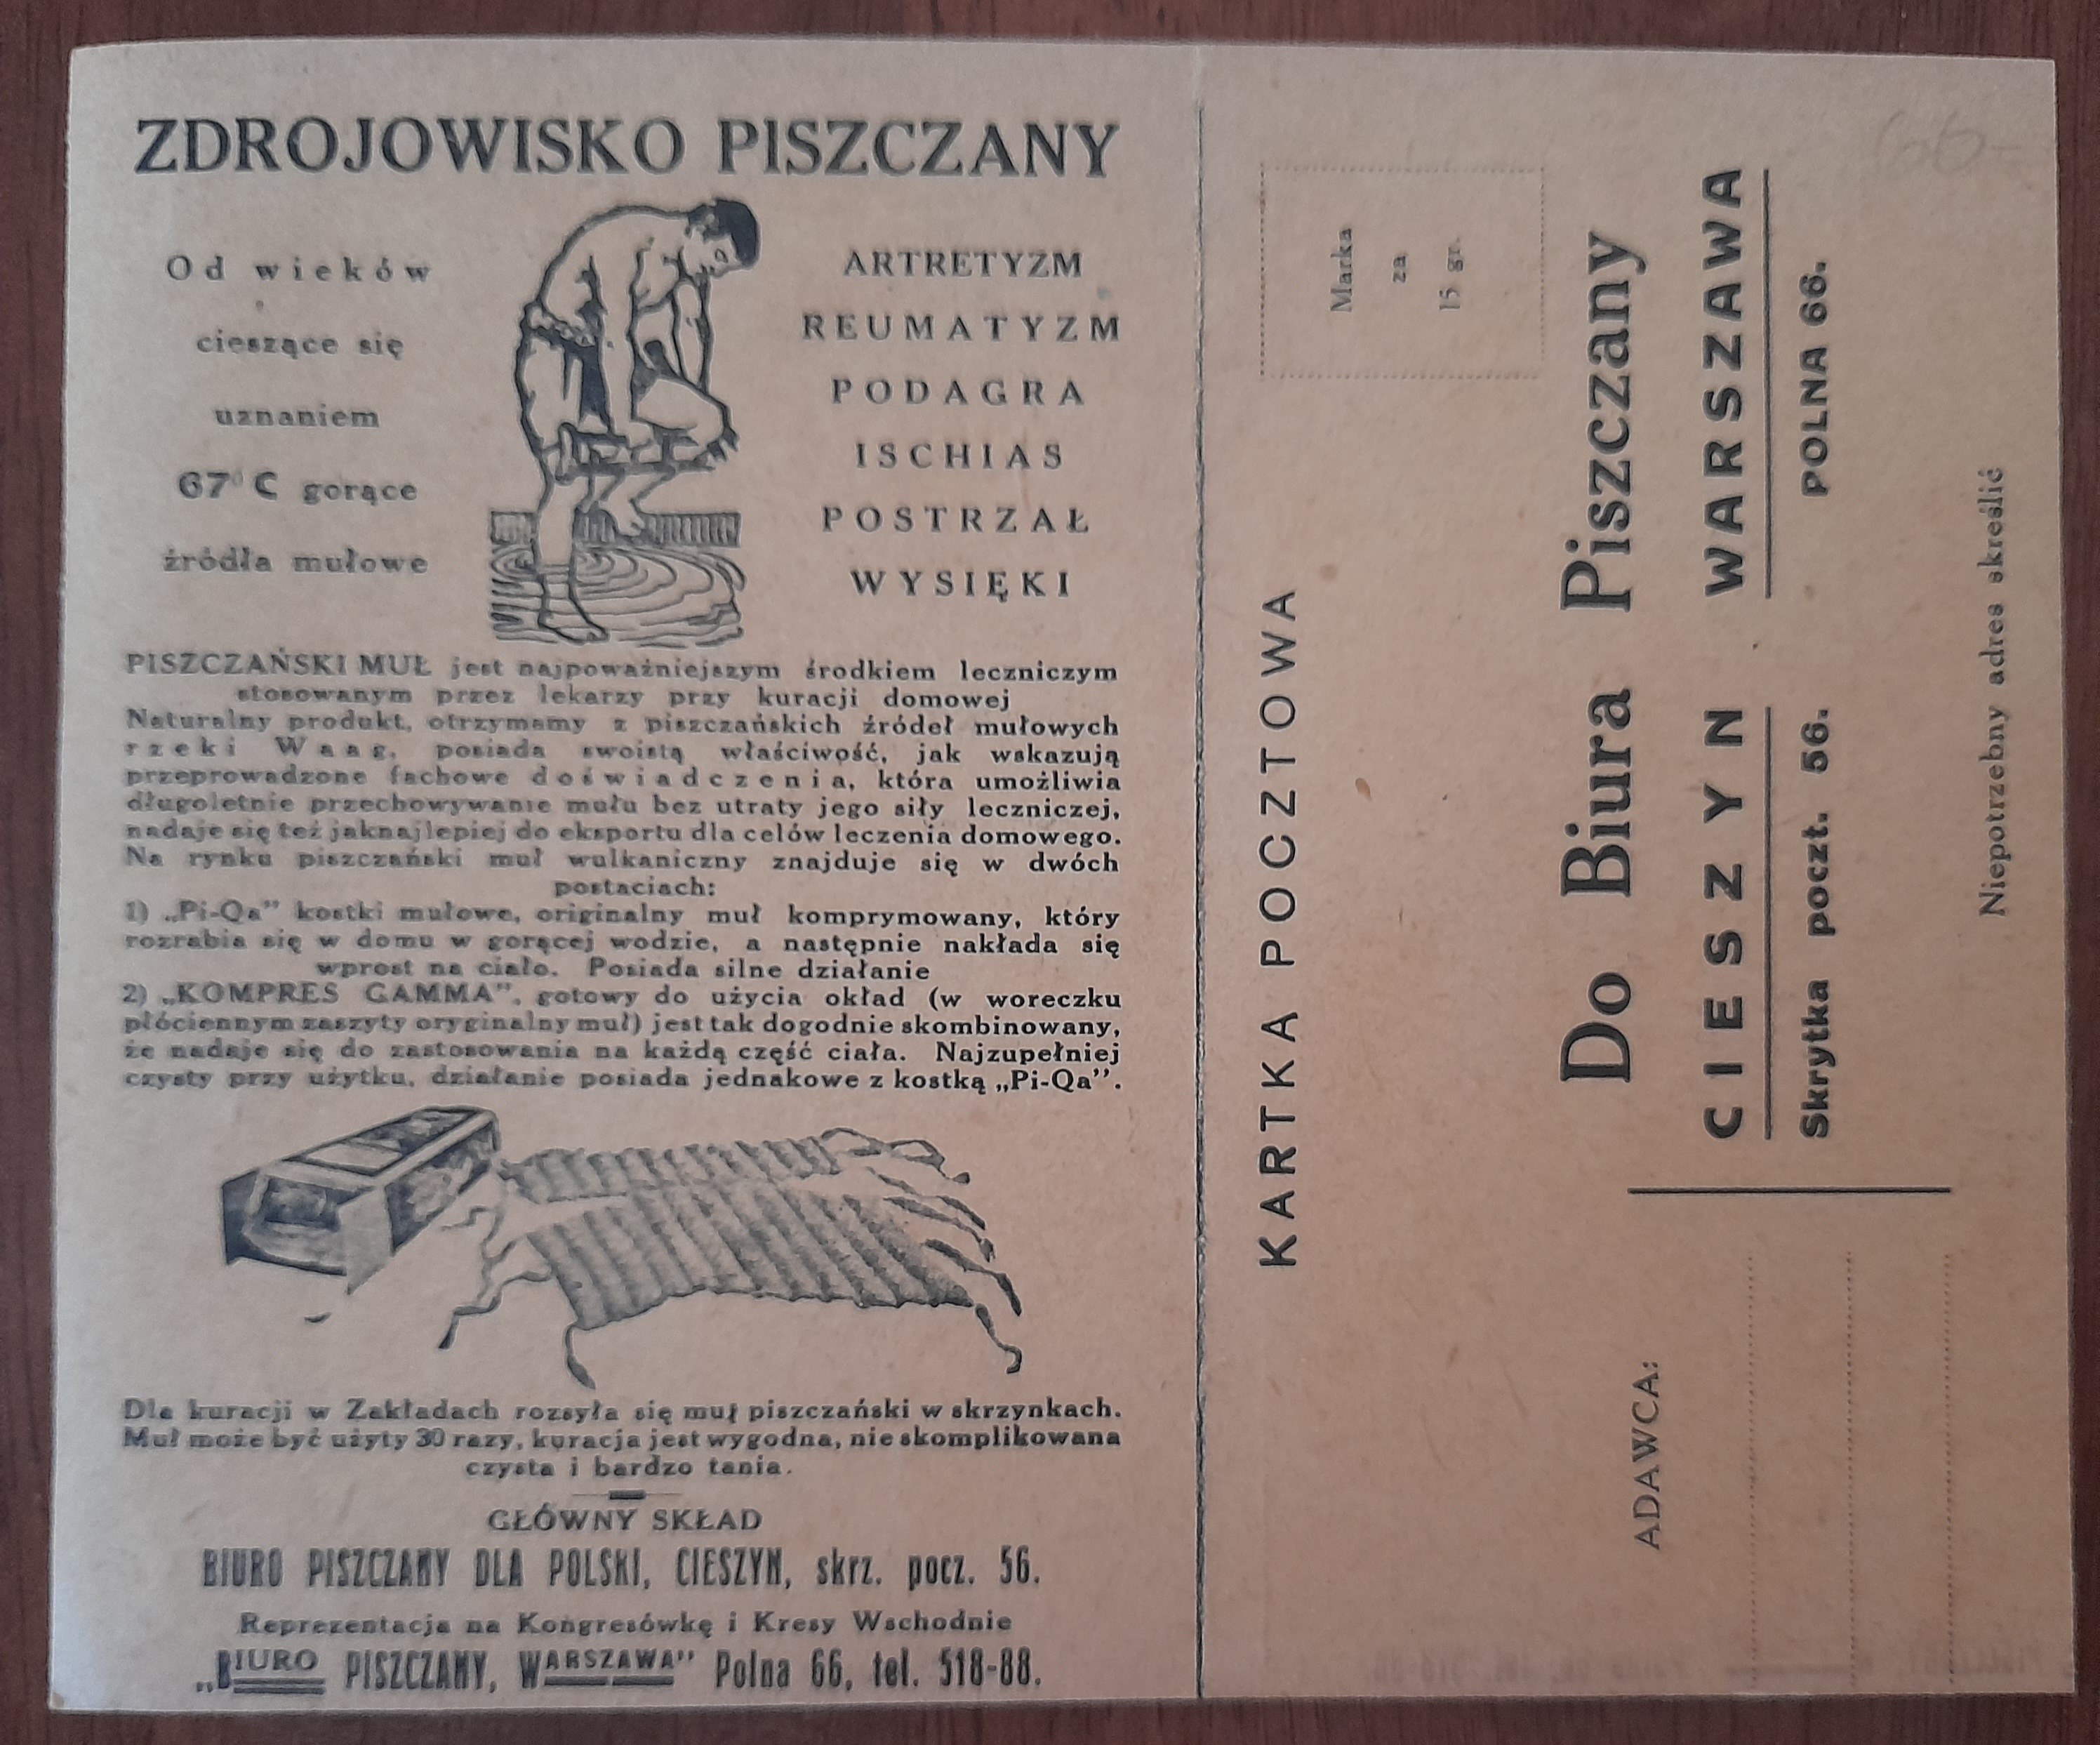 ZDROJOWISKO PISZCZANY
Od wieków
cieszące się
uznaniem
67° C gorące
źródła mułowe
ARTRETYZM
REUMATYZM
PODAGRA
ISCHIAS
POSTRZAŁ
WYSIĘKI
PISZCZAŃSKI MUŁ jest najpoważniejszym środkiem leczniczym
stosowanym przez lekarzy przy kuracji domowej
Naturalny produkt, otrzymamy z piszczańskich źródeł mułowych
rzeki Waag, posiada swoistą właściwość, jak wskazują
przeprowadzone fachowe doświadczenia, która umożliwia
długoletnie przechowywanie mułu bez utraty jego siły leczniczej,
nadaje się też jaknajlepiej do eksportu dla celów leczenia domowego.
Na rynku piszczański muł wulkaniczny znajduje się w dwóch
postaciach:
1) „Pi-Qa” kostki mułowe, originalny muł komprymowany, który
rozrabia się w domu w gorącej wodzie, a następnie nakłada się
wprost na ciało. Posiada silne działanie
2) „KOMPRES GAMMA”, gotowy do użycia okład (w woreczku
płóciennym zaszyty oryginalny muł) jest tak dogodnie skombinowany,
że nadaje się do zastosowania na każdą część ciała. Najzupełniej
czysty przy użytku, działanie posiada jednakowe z kostką „Pi-Qa”.
Dla kuracji w Zakładach rozsyła się muł piszczański w skrzynkach.
Muł może być użyty 30 razy, kuracja jest wygodna, nie skomplikowana
czysta i bardzo tania.
GŁÓWNY SKŁAD
BIURO PISZCZANY DLA POLSKI, CIESZYN, skrz. pocz. 56.
Reprezentacja na Kongresówkę i Kresy Wschodnie
„BIURO PISZCZANY, WARSZAWA” Polna 66, tel. 518-88.
KARTKA POCZTOWA
Marka
za
15 gr.
Do Biura Piszczany
CIESZYN WARSZAWA
Skrytka poczt. 56. POLNA 66.
Niepotrzebny adres skreślić
ADAWCA:
66-